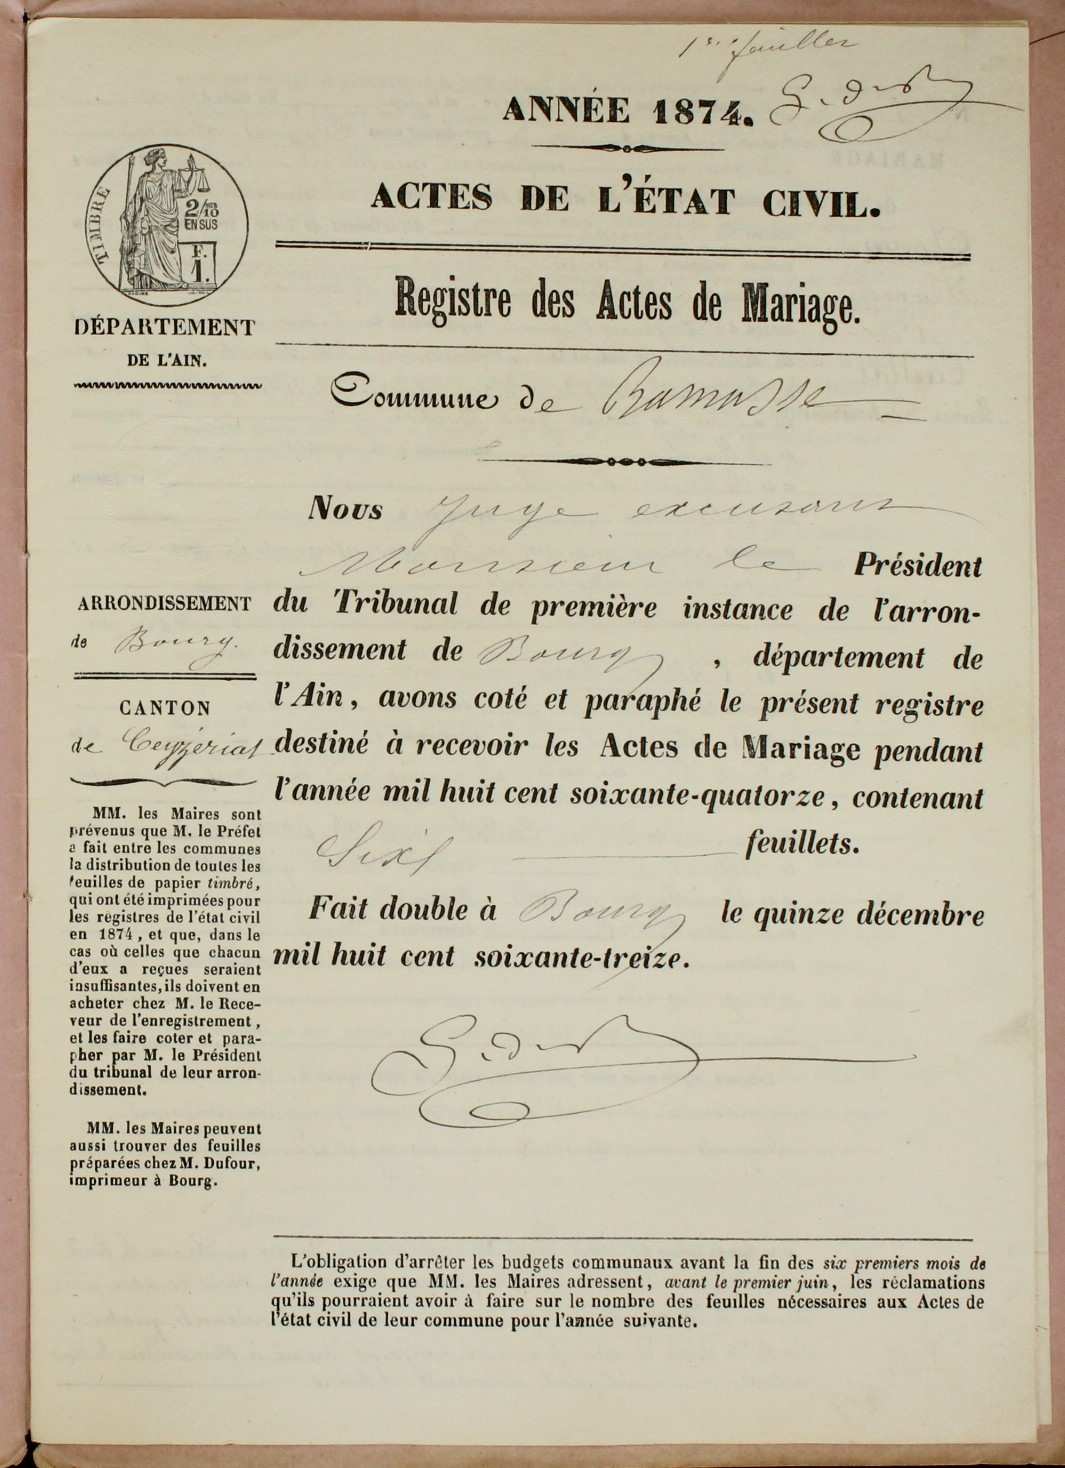 1er feuillet
ANNÉE 1874.
ACTES DE L'ÉTAT CIVIL.
TIMBRE
2/10 EN SUS
F. 1.
DÉPARTEMENT
DE L'AIN.
Registre des Actes de Mariage.
Commune de Ramasse
Nous Juge excusant
Monsieur le Président
du Tribunal de première instance de l'arron-
dissement de Bourg, département de
l'Ain, avons coté et paraphé le présent registre
destiné à recevoir les Actes de Mariage pendant
l'année mil huit cent soixante-quatorze, contenant
Six feuillets.
Fait double à Bourg le quinze décembre
mil huit cent soixante-treize.
ARRONDISSEMENT
de Bourg.
CANTON
de Ceyzériat
MM. les Maires sont
prévenus que M. le Préfet
a fait entre les communes
la distribution de toutes les
feuilles de papier timbré,
qui ont été imprimées pour
les registres de l'état civil
en 1874, et que, dans le
cas où celles que chacun
d'eux a reçues seraient
insuffisantes, ils doivent en
acheter chez M. le Rece-
veur de l'enregistrement,
et les faire coter et para-
pher par M. le Président
du tribunal de leur arron-
dissement.
MM. les Maires peuvent
aussi trouver des feuilles
préparées chez M. Dufour,
imprimeur à Bourg.
L'obligation d'arrêter les budgets communaux avant la fin des six premiers mois de
l'année exige que MM. les Maires adressent, avant le premier juin, les réclamations
qu'ils pourraient avoir à faire sur le nombre des feuilles nécessaires aux Actes de
l'état civil de leur commune pour l'année suivante.